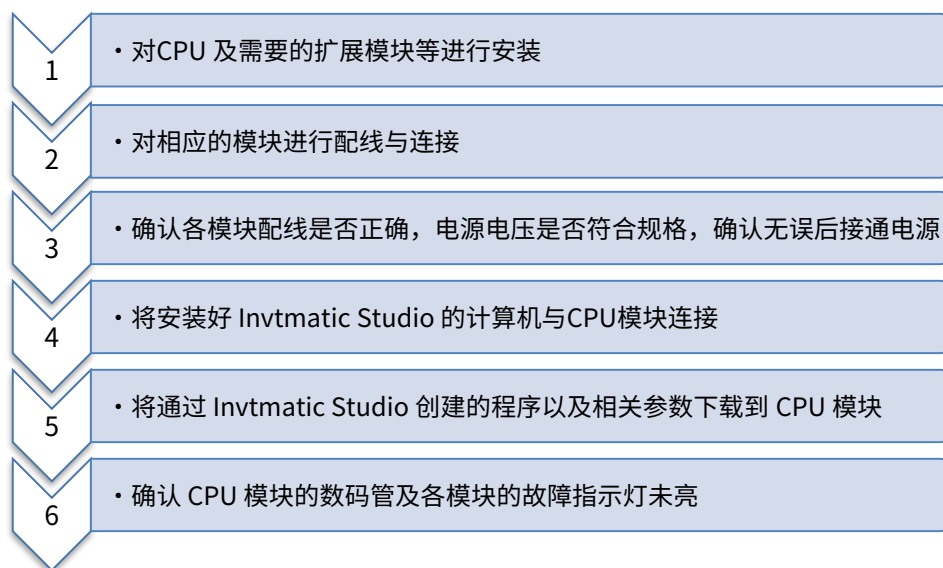 1
・对CPU 及需要的扩展模块等进行安装
2
・对相应的模块进行配线与连接
3
・确认各模块配线是否正确，电源电压是否符合规格，确认无误后接通电源
4
・将安装好 Invtmatic Studio 的计算机与CPU模块连接
5
・将通过 Invtmatic Studio 创建的程序以及相关参数下载到 CPU 模块
6
・确认 CPU 模块的数码管及各模块的故障指示灯未亮